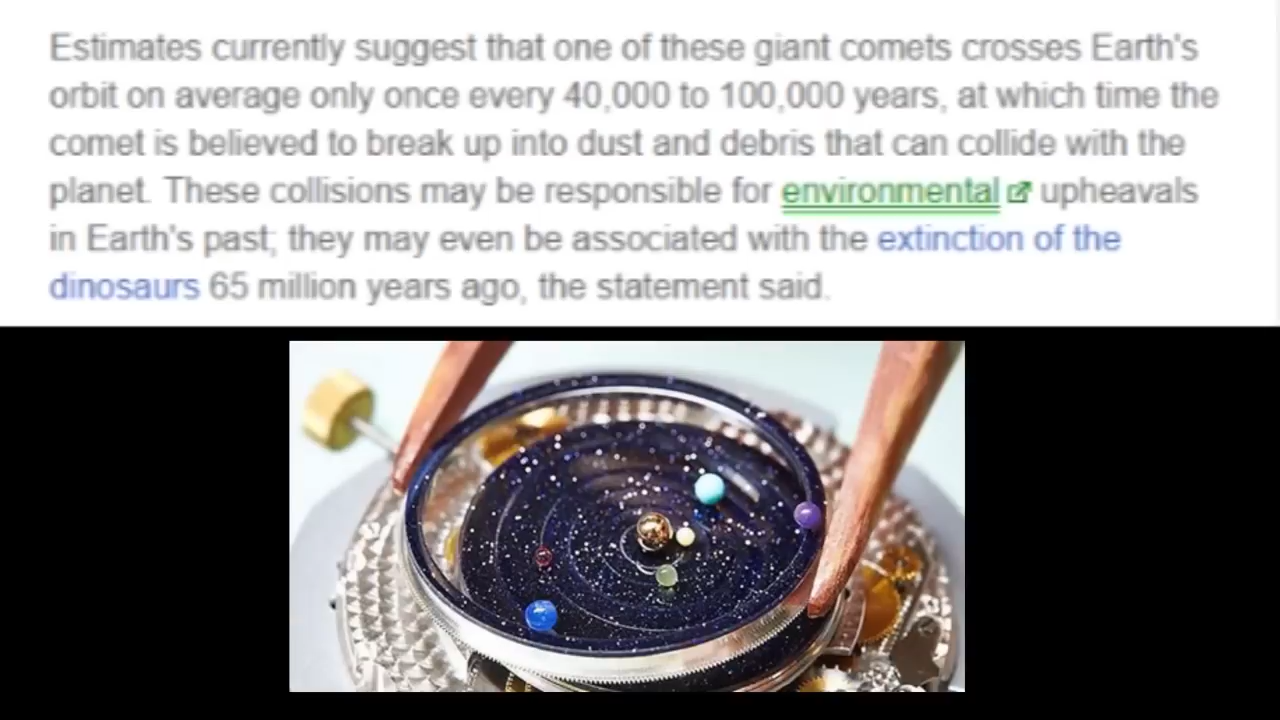 Estimates currently suggest that one of these giant comets crosses Earth's
orbit on average only once every 40,000 to 100,000 years, at which time the
comet is believed to break up into dust and debris that can collide with the
planet. These collisions may be responsible for environmental upheavals
in Earth's past; they may even be associated with the extinction of the
dinosaurs 65 million years ago, the statement said.